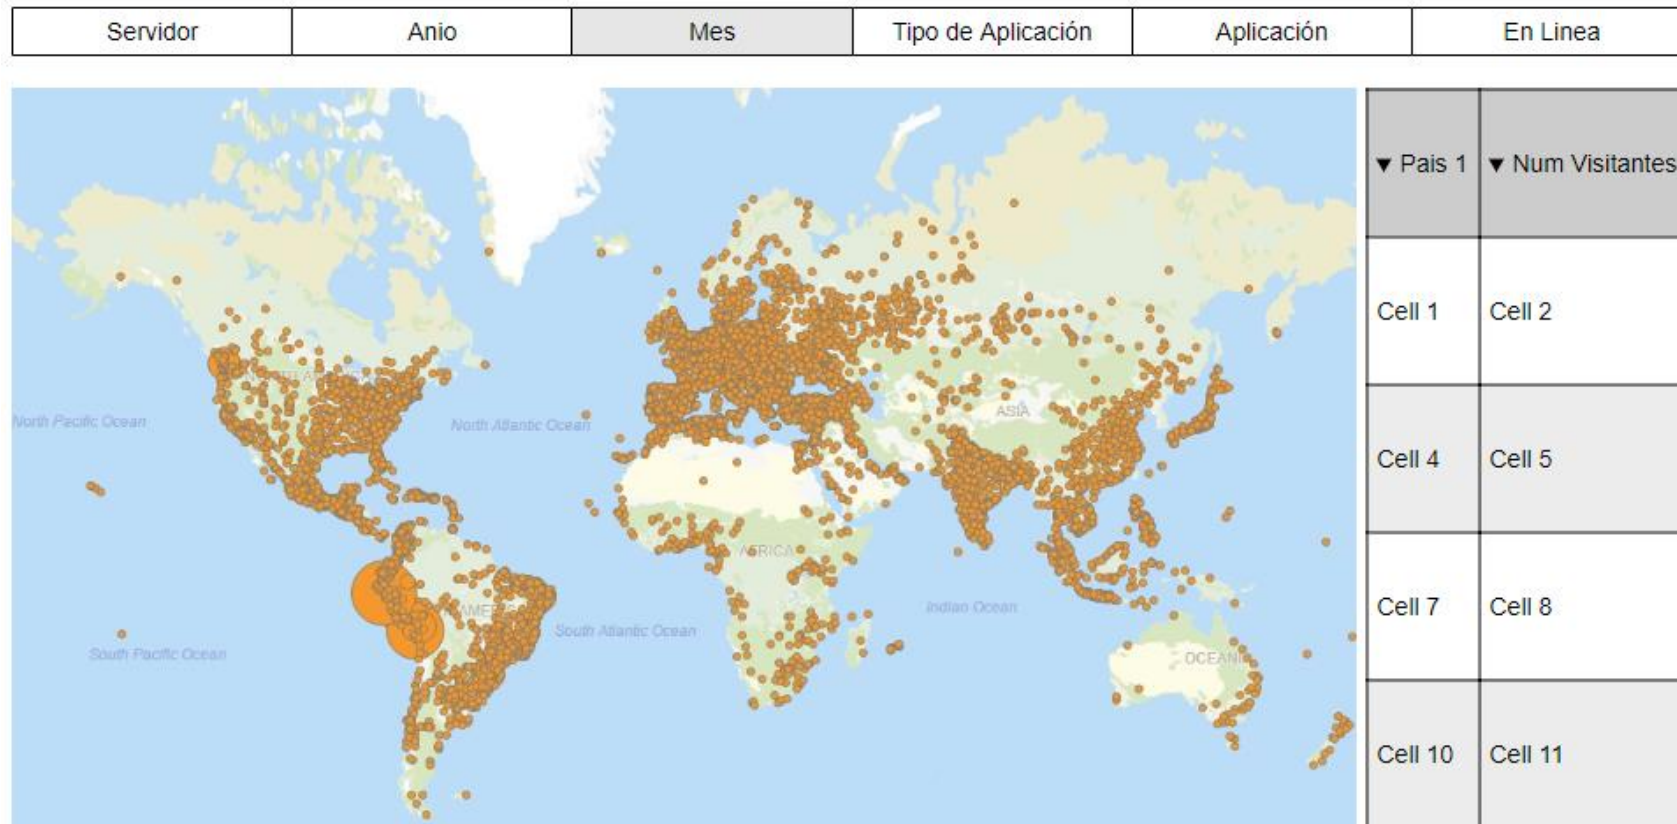 Servidor
Anio
Mes
Tipo de Aplicación
Aplicación
En Linea
▼ Pais 1
▼ Num Visitantes
Cell 1
Cell 2
Cell 4
Cell 5
Cell 7
Cell 8
Cell 10
Cell 11
North Pacific Ocean
North Atlantic Ocean
ASIA
AFRICA
Indian Ocean
South Atlantic Ocean
South Pacific Ocean